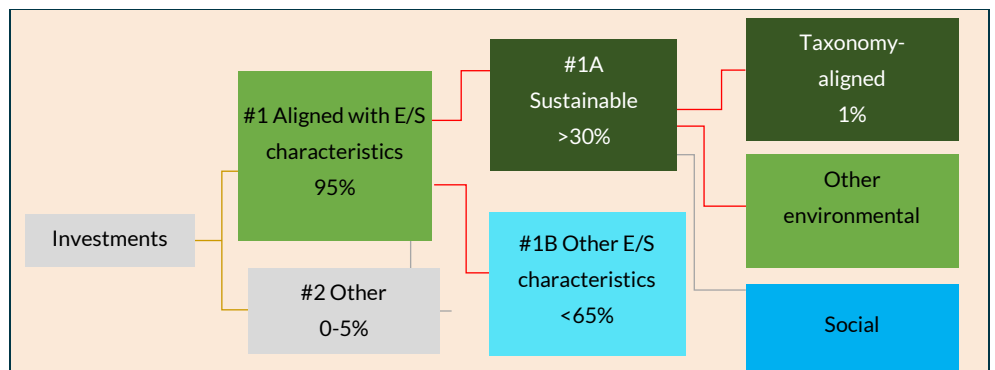 Investments
#1 Aligned with E/S
characteristics
95%
#2 Other
0-5%
#1A
Sustainable
>30%
#1B Other E/S
characteristics
<65%
Taxonomy-
aligned
1%
Other
environmental
Social